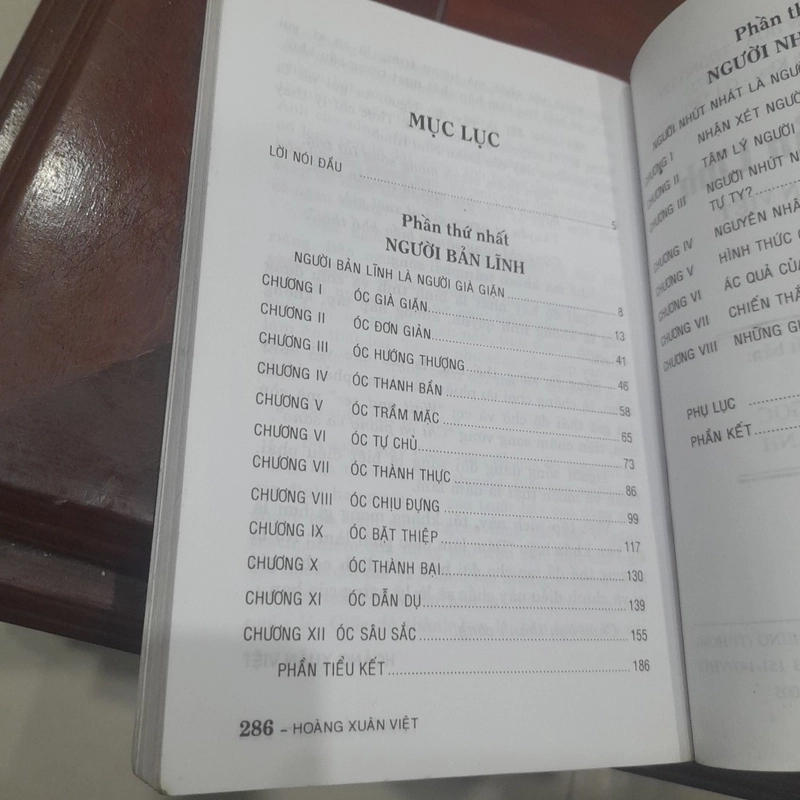 MỤC LỤC
LỜI NÓI ĐẦU ........ 5
Phần thứ nhất
NGƯỜI BẢN LĨNH
NGƯỜI BẢN LĨNH LÀ NGƯỜI GIÀ GIẶN ........ 8
CHƯƠNG I ÓC GIÀ GIẶN ........ 13
CHƯƠNG II ÓC ĐƠN GIẢN ........ 41
CHƯƠNG III ÓC HƯỚNG THƯỢNG ........ 46
CHƯƠNG IV ÓC THANH BẦN ........ 58
CHƯƠNG V ÓC TRẦM MẶC ........ 65
CHƯƠNG VI ÓC TỰ CHỦ ........ 73
CHƯƠNG VII ÓC THÀNH THỰC ........ 86
CHƯƠNG VIII ÓC CHỊU ĐỰNG ........ 99
CHƯƠNG IX ÓC BẶT THIỆP ........ 117
CHƯƠNG X ÓC THÀNH BẠI ........ 130
CHƯƠNG XI ÓC DẪN DỤ ........ 139
CHƯƠNG XII ÓC SÂU SẮC ........ 155
PHẦN TIỂU KẾT ........ 186
286 – HOÀNG XUÂN VIỆT
Phần
NGƯỜI
NGƯỜI NHÚT NHÁT LÀ
CHƯƠNG I NHẬN XÉT
CHƯƠNG II TÂM LÝ NGƯỜI
CHƯƠNG III NGƯỜI NHÚT
TỰ TY?
CHƯƠNG IV NGUYÊN
CHƯƠNG V HÌNH THỨC
CHƯƠNG VI ÁC QUẢ
CHƯƠNG VII CHIẾN
CHƯƠNG VIII NHỮNG
PHỤ LỤC
PHẦN KẾT